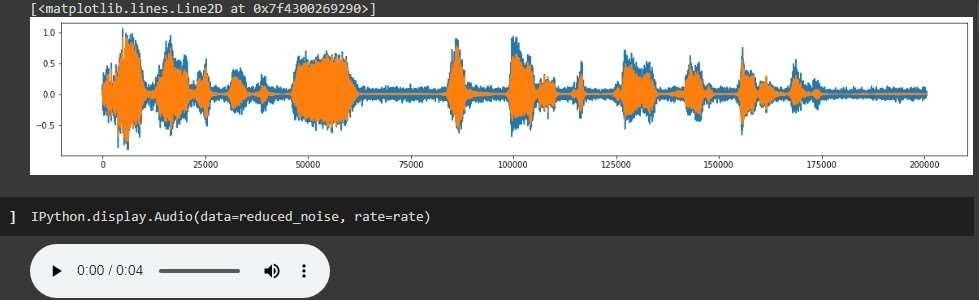 [<matplotlib.lines.Line2D at 0x7f4300269290>]
1.0
0.5
0.0
−0.5
0 25000 50000 75000 100000 125000 150000 175000 200000
] IPython.display.Audio(data=reduced_noise, rate=rate)
0:00 / 0:04